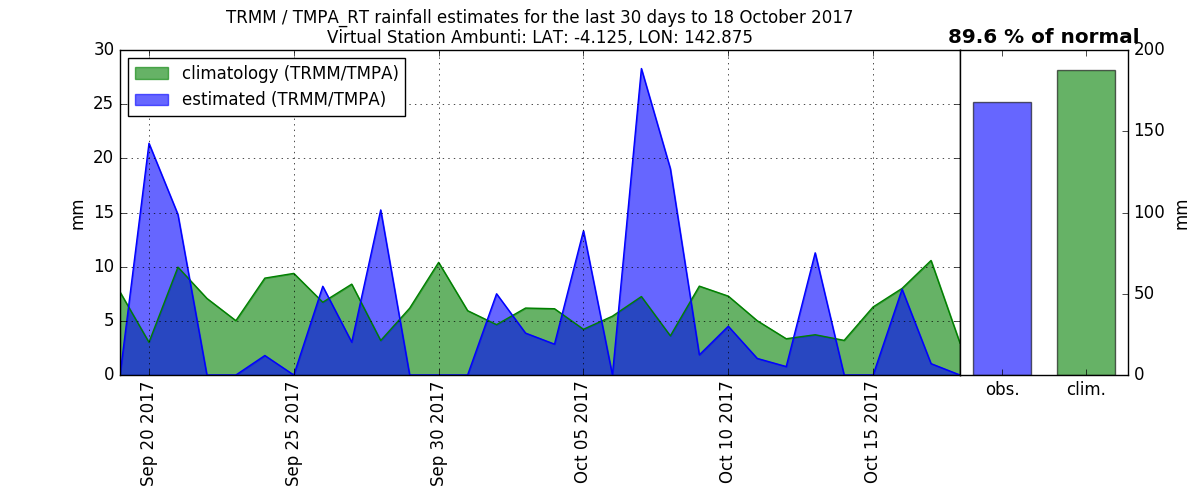 TRMM / TMPA_RT rainfall estimates for the last 30 days to 18 October 2017
Virtual Station Ambunti: LAT: -4.125, LON: 142.875
89.6 % of normal
climatology (TRMM/TMPA)
estimated (TRMM/TMPA)
30
25
20
15
10
5
0
mm
Sep 20 2017
Sep 25 2017
Sep 30 2017
Oct 05 2017
Oct 10 2017
Oct 15 2017
obs.
clim.
200
150
100
50
0
mm